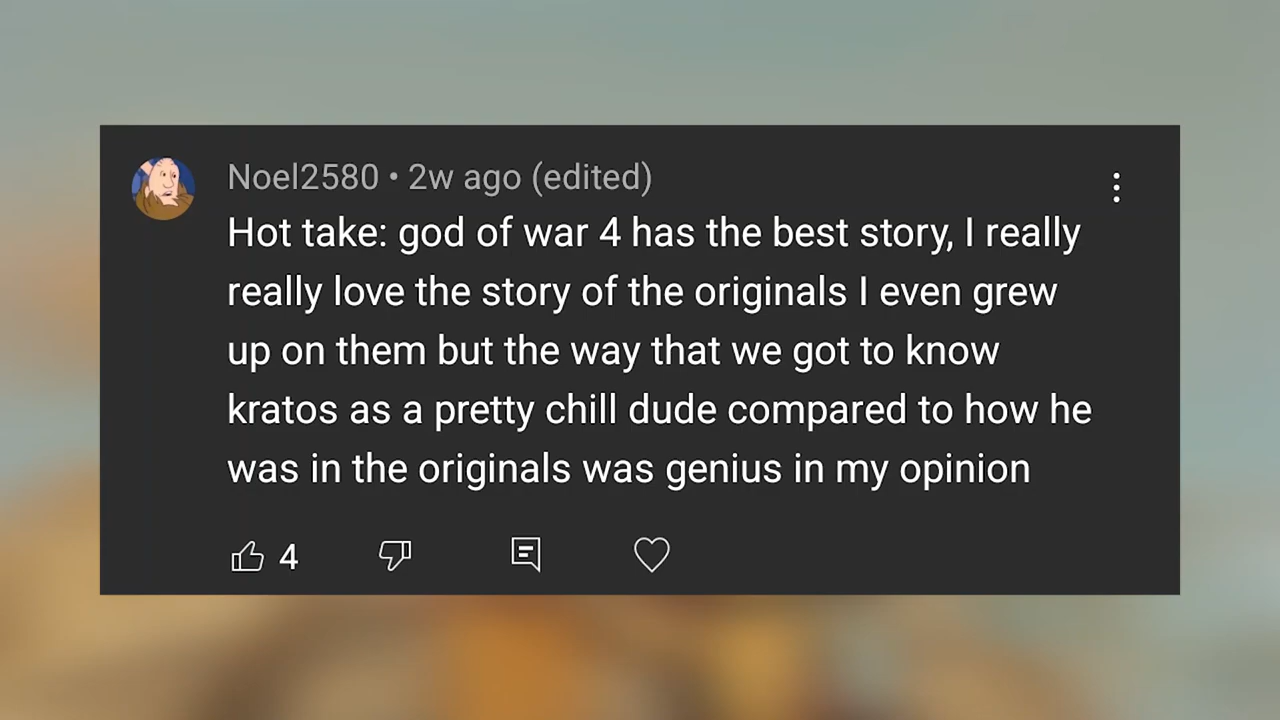 Noel2580 • 2w ago (edited)
Hot take: god of war 4 has the best story, I really
really love the story of the originals I even grew
up on them but the way that we got to know
kratos as a pretty chill dude compared to how he
was in the originals was genius in my opinion
4